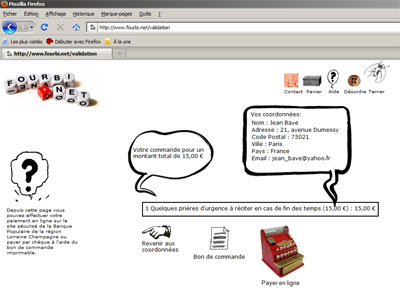 Mozilla Firefox
Fichier Édition Affichage Historique Marque-pages Outils ?
http://www.fourbi.net/validation
Les plus visités Débuter avec Firefox À la une
http://www.fourbi.net/validation
FOURBI
NET
Contact Panier Aide Désordre Terrier
Votre commande pour un
montant total de 15,00 €
Vos coordonnées:
Nom : Jean Bave
Adresse : 21, avenue Dumessy
Code Postal : 75021
Ville : Paris
Pays : France
Email : jean_bave@yahoo.fr
?
Depuis cette page vous
pouvez effectuer votre
paiement en ligne sur le
site sécurisé de la Banque
Populaire de la région
Lorraine Champagne ou
payer par chèque à l'aide du
bon de commande
imprimable.
1 Quelques prières d'urgence à réciter en cas de fin des temps (15,00 €) : 15,00 €
Revenir aux
coordonnées
Bon de commande
Payer en ligne